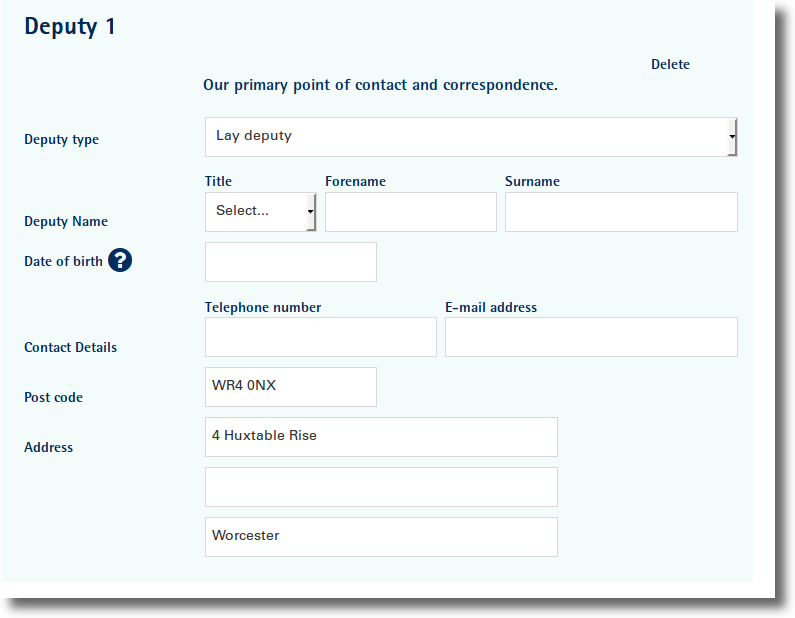 Deputy 1
Delete
Our primary point of contact and correspondence.
Deputy type
Lay deputy
Title Forename Surname
Deputy Name
Select...
Date of birth ?
Telephone number E-mail address
Contact Details
Post code
WR4 0NX
Address
4 Huxtable Rise
Worcester